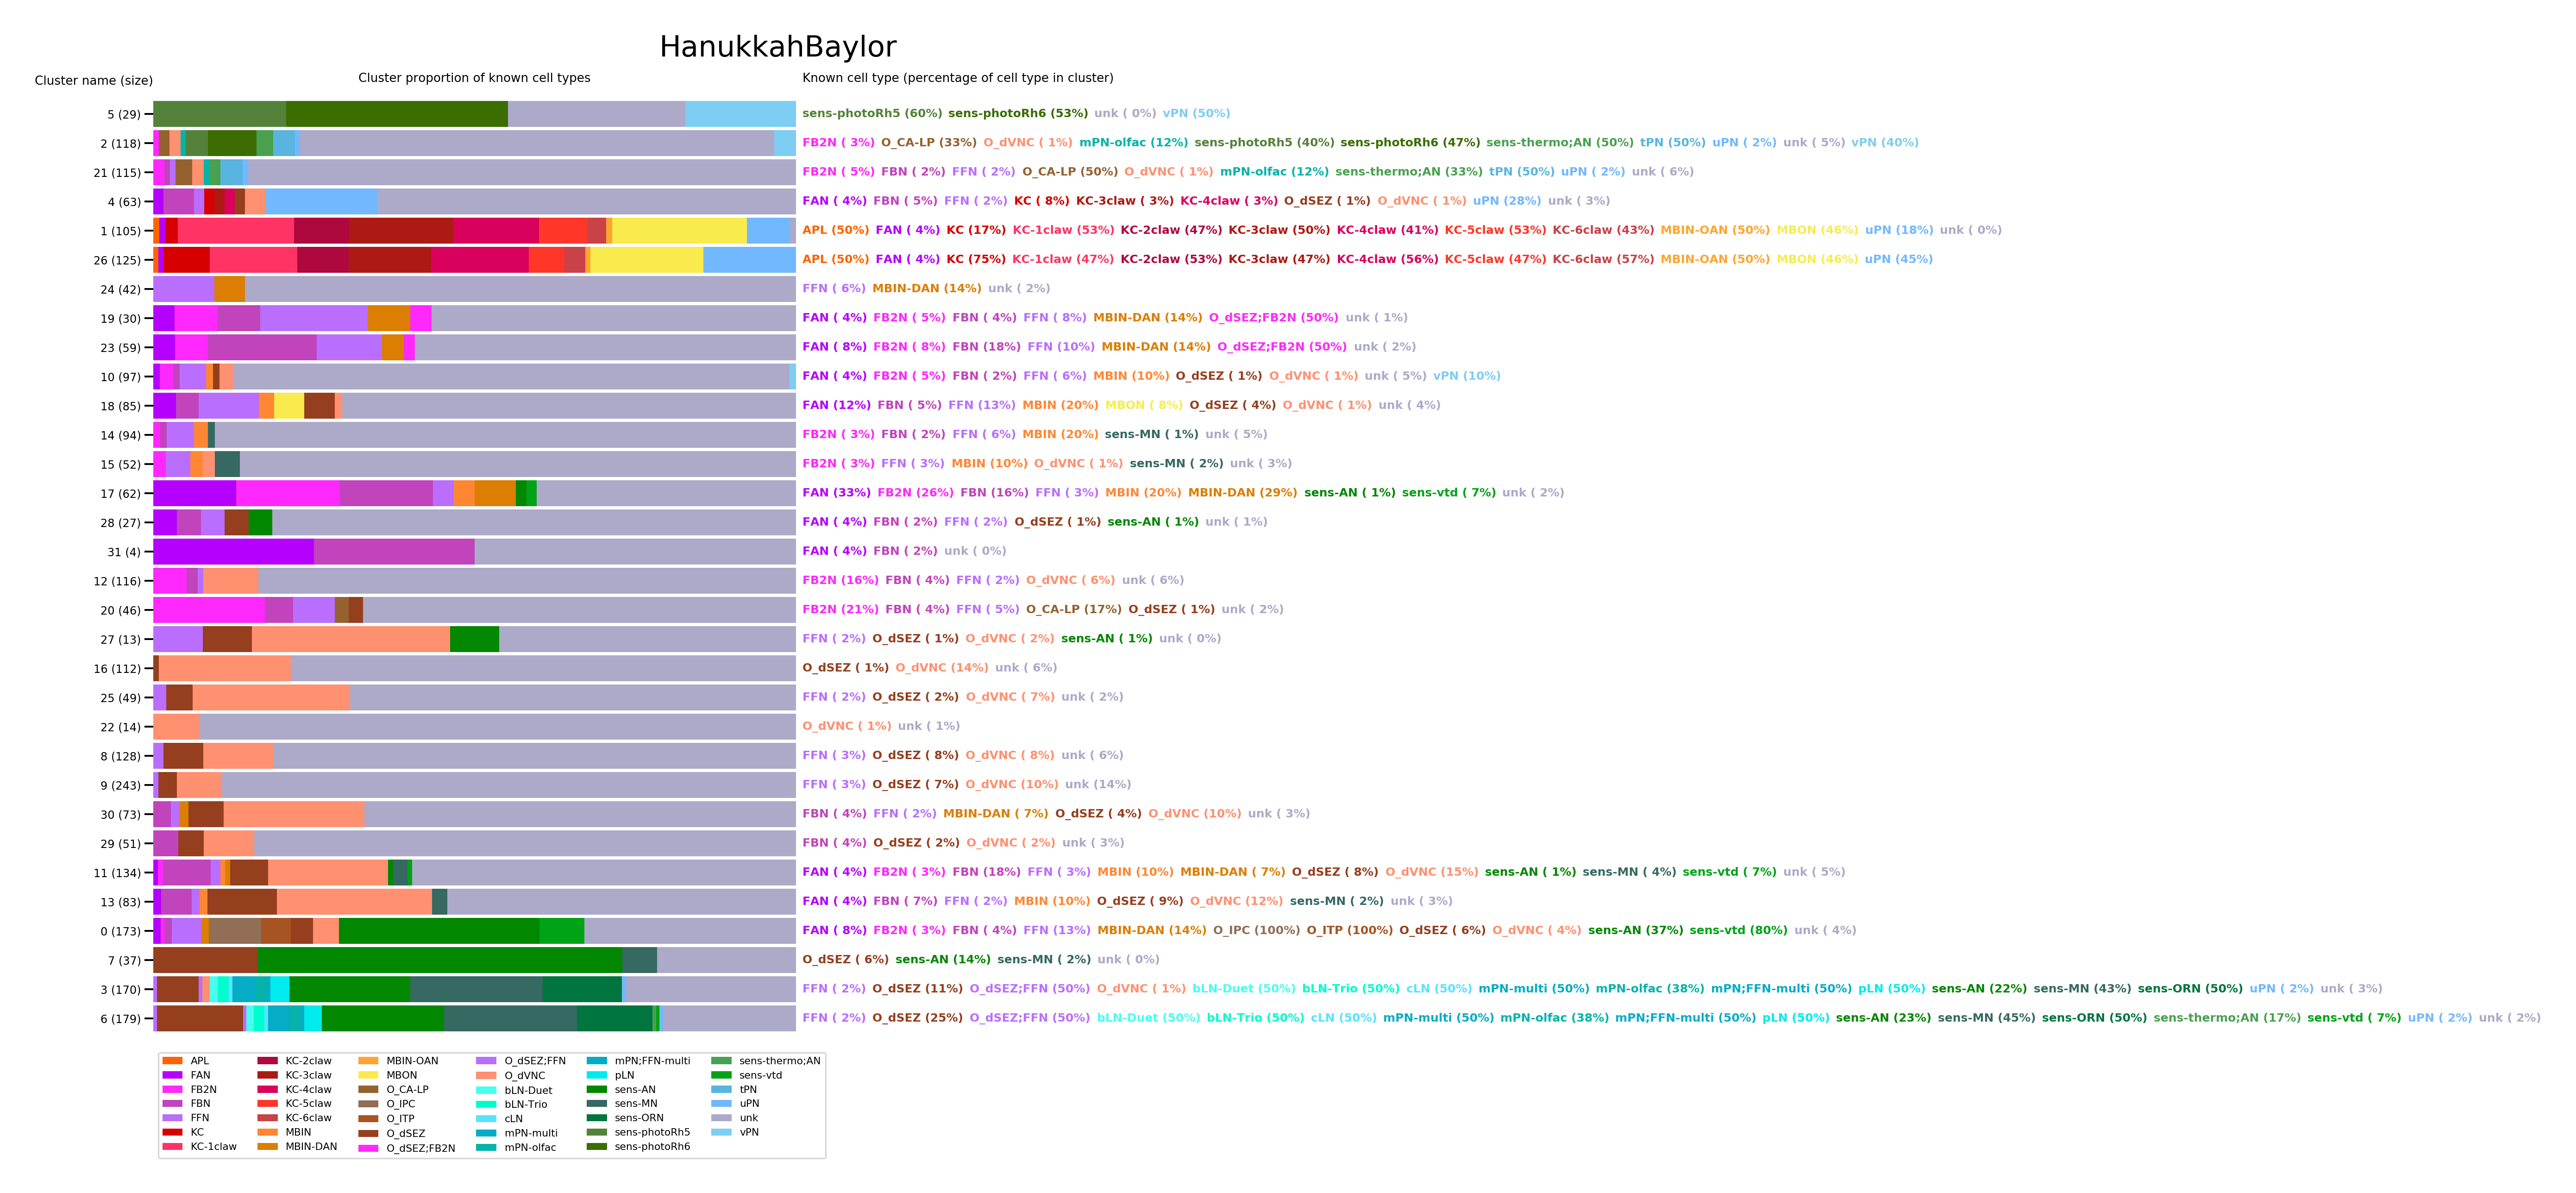 HanukkahBaylor
Cluster name (size) Cluster proportion of known cell types Known cell type (percentage of cell type in cluster)
5 (29) sens-photoRh5 (60%) sens-photoRh6 (53%) unk ( 0%) vPN (50%)
2 (118) FB2N ( 3%) O_CA-LP (33%) O_dVNC ( 1%) mPN-olfac (12%) sens-photoRh5 (40%) sens-photoRh6 (47%) sens-thermo;AN (50%) tPN (50%) uPN ( 2%) unk ( 5%) vPN (40%)
21 (115) FB2N ( 5%) FBN ( 2%) FFN ( 2%) O_CA-LP (50%) O_dVNC ( 1%) mPN-olfac (12%) sens-thermo;AN (33%) tPN (50%) uPN ( 2%) unk ( 6%)
4 (63) FAN ( 4%) FBN ( 5%) FFN ( 2%) KC ( 8%) KC-3claw ( 3%) KC-4claw ( 3%) O_dSEZ ( 1%) O_dVNC ( 1%) uPN (28%) unk ( 3%)
1 (105) APL (50%) FAN ( 4%) KC (17%) KC-1claw (53%) KC-2claw (47%) KC-3claw (50%) KC-4claw (41%) KC-5claw (53%) KC-6claw (43%) MBIN-OAN (50%) MBON (46%) uPN (18%) unk ( 0%)
26 (125) APL (50%) FAN ( 4%) KC (75%) KC-1claw (47%) KC-2claw (53%) KC-3claw (47%) KC-4claw (56%) KC-5claw (47%) KC-6claw (57%) MBIN-OAN (50%) MBON (46%) uPN (45%)
24 (42) FFN ( 6%) MBIN-DAN (14%) unk ( 2%)
19 (30) FAN ( 4%) FB2N ( 5%) FBN ( 4%) FFN ( 8%) MBIN-DAN (14%) O_dSEZ;FB2N (50%) unk ( 1%)
23 (59) FAN ( 8%) FB2N ( 8%) FBN (18%) FFN (10%) MBIN-DAN (14%) O_dSEZ;FB2N (50%) unk ( 2%)
10 (97) FAN ( 4%) FB2N ( 5%) FBN ( 2%) FFN ( 6%) MBIN (10%) O_dSEZ ( 1%) O_dVNC ( 1%) unk ( 5%) vPN (10%)
18 (85) FAN (12%) FBN ( 5%) FFN (13%) MBIN (20%) MBON ( 8%) O_dSEZ ( 4%) O_dVNC ( 1%) unk ( 4%)
14 (94) FB2N ( 3%) FBN ( 2%) FFN ( 6%) MBIN (20%) sens-MN ( 1%) unk ( 5%)
15 (52) FB2N ( 3%) FFN ( 3%) MBIN (10%) O_dVNC ( 1%) sens-MN ( 2%) unk ( 3%)
17 (62) FAN (33%) FB2N (26%) FBN (16%) FFN ( 3%) MBIN (20%) MBIN-DAN (29%) sens-AN ( 1%) sens-vtd ( 7%) unk ( 2%)
28 (27) FAN ( 4%) FBN ( 2%) FFN ( 2%) O_dSEZ ( 1%) sens-AN ( 1%) unk ( 1%)
31 (4) FAN ( 4%) FBN ( 2%) unk ( 0%)
12 (116) FB2N (16%) FBN ( 4%) FFN ( 2%) O_dVNC ( 6%) unk ( 6%)
20 (46) FB2N (21%) FBN ( 4%) FFN ( 5%) O_CA-LP (17%) O_dSEZ ( 1%) unk ( 2%)
27 (13) FFN ( 2%) O_dSEZ ( 1%) O_dVNC ( 2%) sens-AN ( 1%) unk ( 0%)
16 (112) O_dSEZ ( 1%) O_dVNC (14%) unk ( 6%)
25 (49) FFN ( 2%) O_dSEZ ( 2%) O_dVNC ( 7%) unk ( 2%)
22 (14) O_dVNC ( 1%) unk ( 1%)
8 (128) FFN ( 3%) O_dSEZ ( 8%) O_dVNC ( 8%) unk ( 6%)
9 (243) FFN ( 3%) O_dSEZ ( 7%) O_dVNC (10%) unk (14%)
30 (73) FBN ( 4%) FFN ( 2%) MBIN-DAN ( 7%) O_dSEZ ( 4%) O_dVNC (10%) unk ( 3%)
29 (51) FBN ( 4%) O_dSEZ ( 2%) O_dVNC ( 2%) unk ( 3%)
11 (134) FAN ( 4%) FB2N ( 3%) FBN (18%) FFN ( 3%) MBIN (10%) MBIN-DAN ( 7%) O_dSEZ ( 8%) O_dVNC (15%) sens-AN ( 1%) sens-MN ( 4%) sens-vtd ( 7%) unk ( 5%)
13 (83) FAN ( 4%) FBN ( 7%) FFN ( 2%) MBIN (10%) O_dSEZ ( 9%) O_dVNC (12%) sens-MN ( 2%) unk ( 3%)
0 (173) FAN ( 8%) FB2N ( 3%) FBN ( 4%) FFN (13%) MBIN-DAN (14%) O_IPC (100%) O_ITP (100%) O_dSEZ ( 6%) O_dVNC ( 4%) sens-AN (37%) sens-vtd (80%) unk ( 4%)
7 (37) O_dSEZ ( 6%) sens-AN (14%) sens-MN ( 2%) unk ( 0%)
3 (170) FFN ( 2%) O_dSEZ (11%) O_dSEZ;FFN (50%) O_dVNC ( 1%) bLN-Duet (50%) bLN-Trio (50%) cLN (50%) mPN-multi (50%) mPN-olfac (38%) mPN;FFN-multi (50%) pLN (50%) sens-AN (22%) sens-MN (43%) sens-ORN (50%) uPN ( 2%) unk ( 3%)
6 (179) FFN ( 2%) O_dSEZ (25%) O_dSEZ;FFN (50%) bLN-Duet (50%) bLN-Trio (50%) cLN (50%) mPN-multi (50%) mPN-olfac (38%) mPN;FFN-multi (50%) pLN (50%) sens-AN (23%) sens-MN (45%) sens-ORN (50%) sens-thermo;AN (17%) sens-vtd ( 7%) uPN ( 2%) unk ( 2%)
APL KC-2claw MBIN-OAN O_dSEZ;FFN mPN;FFN-multi sens-thermo;AN
FAN KC-3claw MBON O_dVNC pLN sens-vtd
FB2N KC-4claw O_CA-LP bLN-Duet sens-AN tPN
FBN KC-5claw O_IPC bLN-Trio sens-MN uPN
FFN KC-6claw O_ITP cLN sens-ORN unk
KC MBIN O_dSEZ mPN-multi sens-photoRh5 vPN
KC-1claw MBIN-DAN O_dSEZ;FB2N mPN-olfac sens-photoRh6